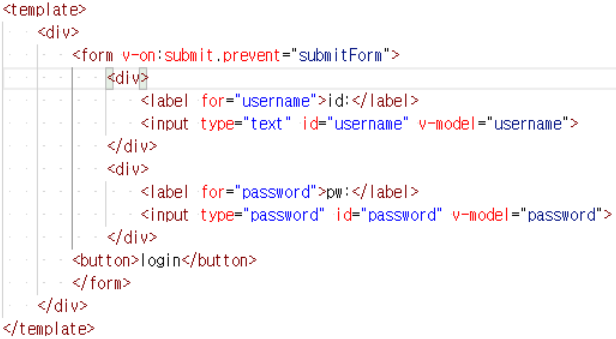 <template>
<div>
<form v-on:submit.prevent="submitForm">
<div>
<label for="username">id:</label>
<input type="text" id="username" v-model="username">
</div>
<div>
<label for="password">pw:</label>
<input type="password" id="password" v-model="password">
</div>
<button>login</button>
</form>
</div>
</template>